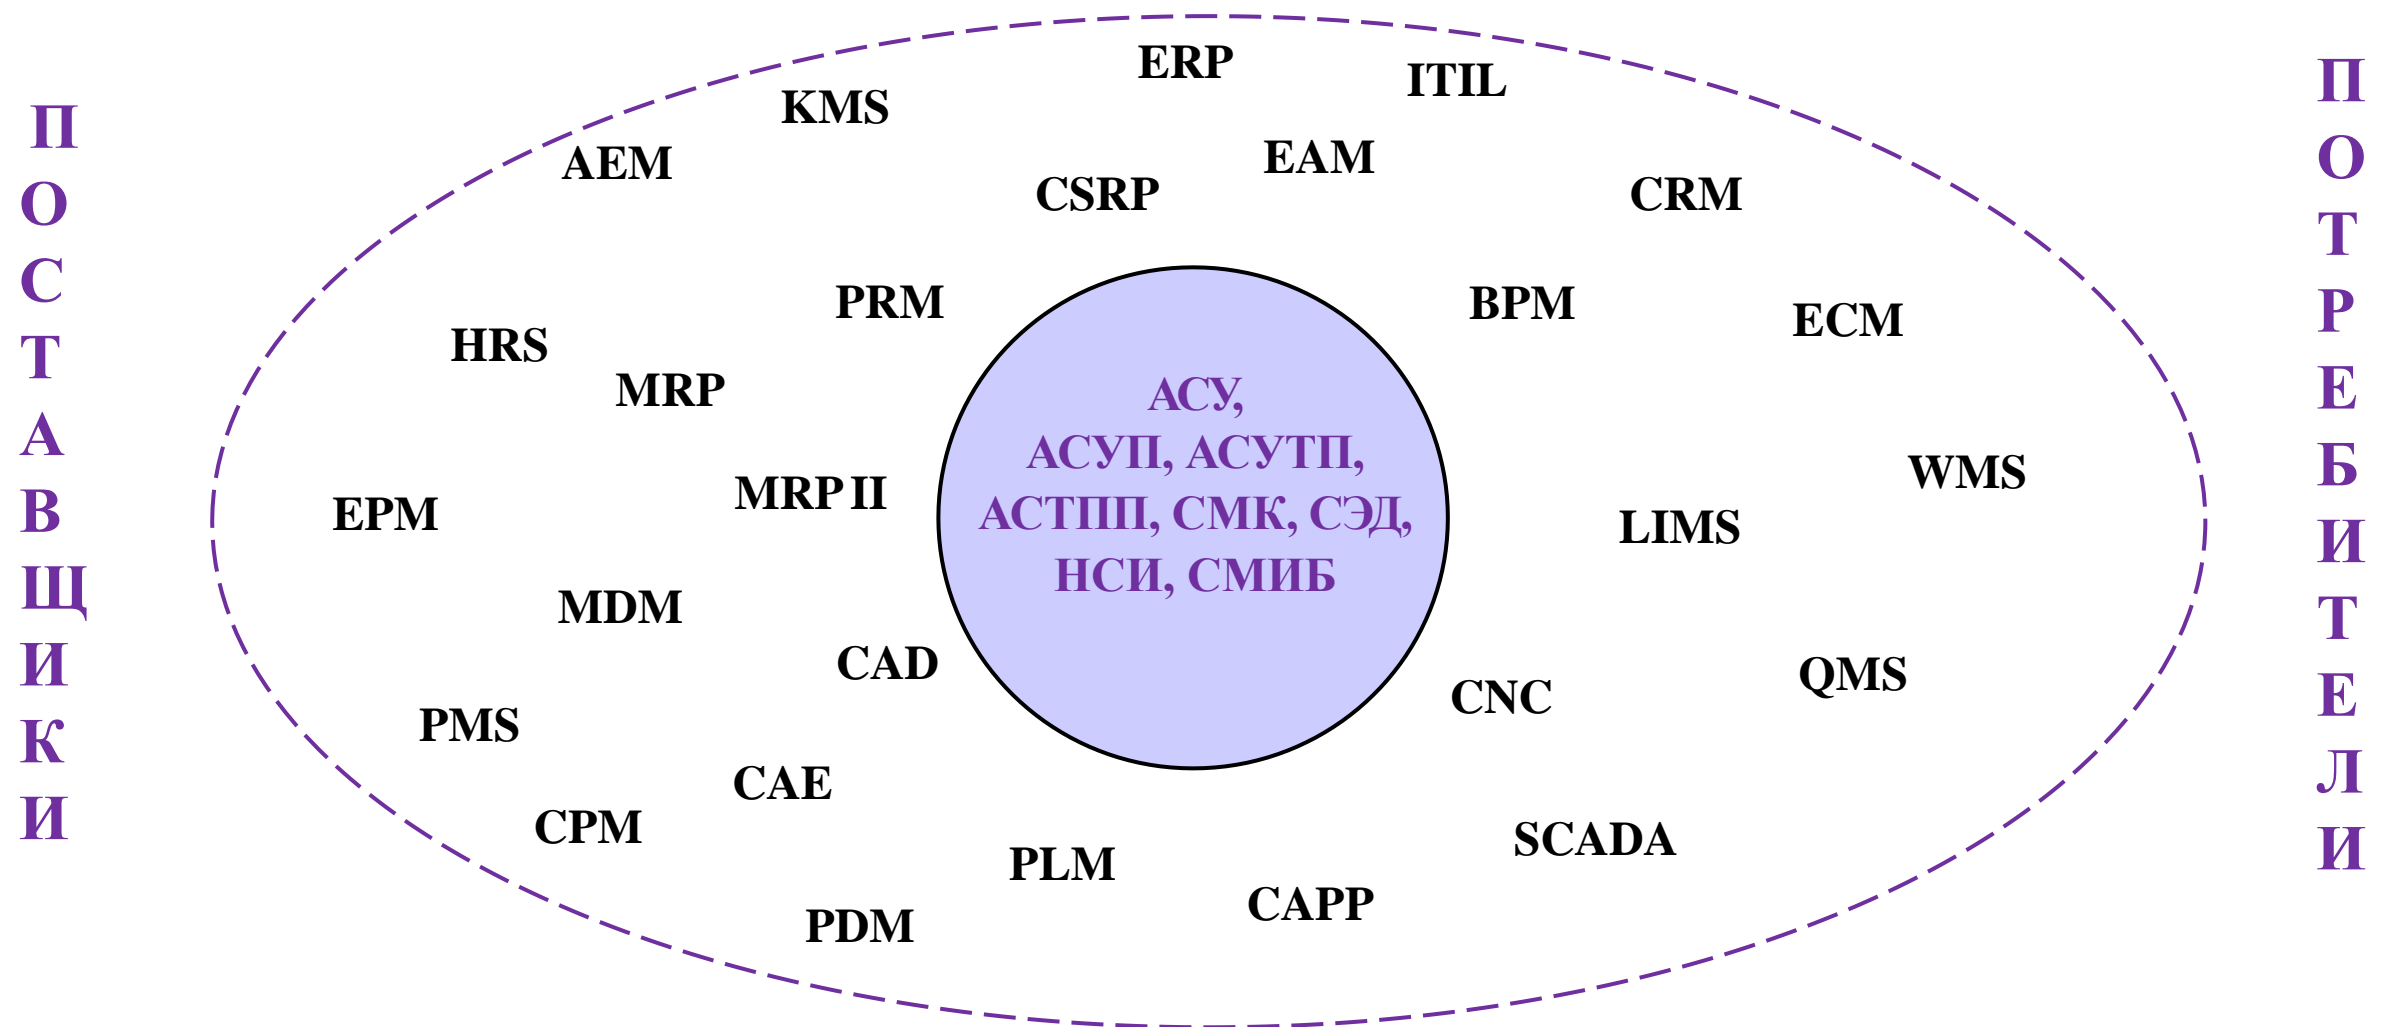 ПОСТАВЩИКИ
ERP
ITIL
KMS
AEM
EAM
CSRP
CRM
PRM
BPM
ECM
HRS
MRP
АСУ,
АСУП, АСУТП,
АСТПП, СМК, СЭД,
НСИ, СМИБ
MRP II
EPM
WMS
LIMS
MDM
CAD
QMS
CNC
PMS
CAE
CPM
SCADA
PLM
CAPP
PDM
ПОТРЕБИТЕЛИ